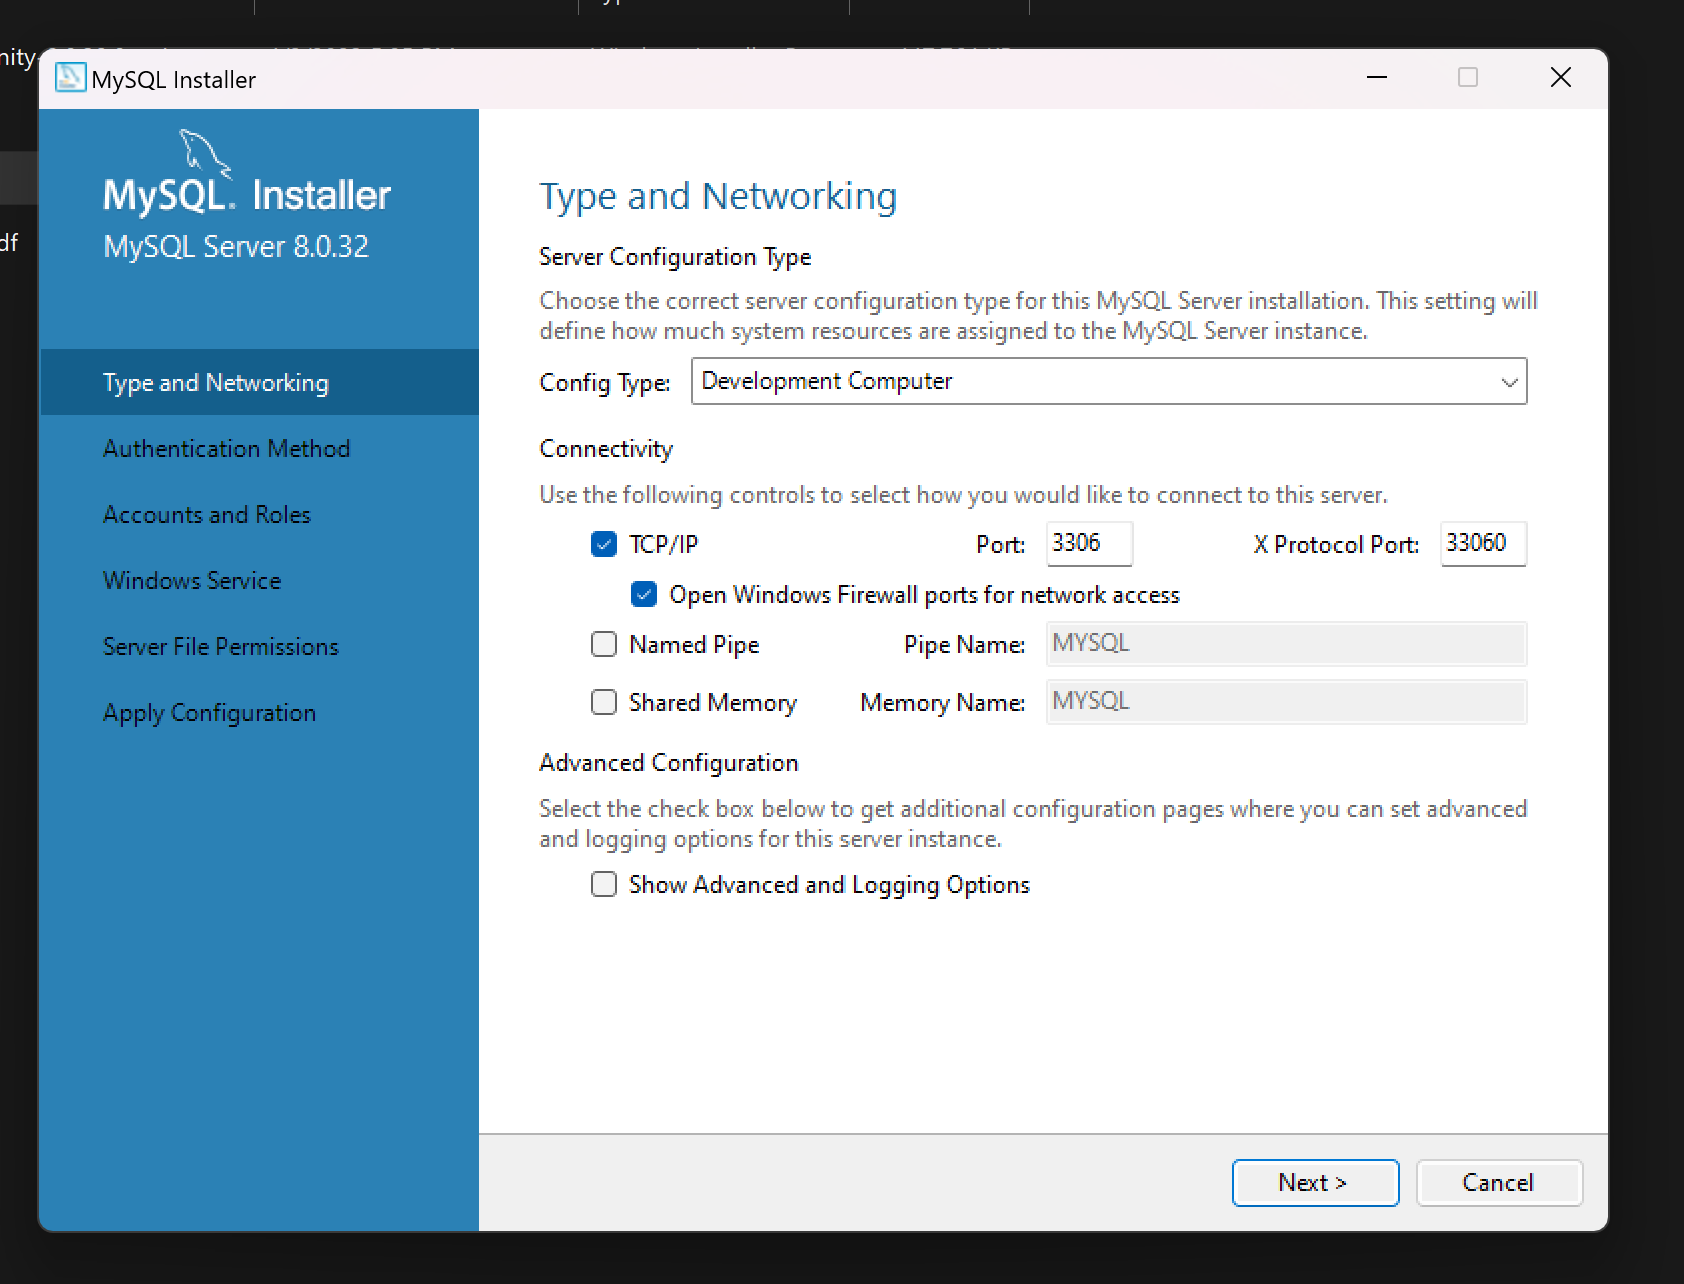 MySQL Installer
MySQL. Installer
MySQL Server 8.0.32
Type and Networking
Authentication Method
Accounts and Roles
Windows Service
Server File Permissions
Apply Configuration
Type and Networking
Server Configuration Type
Choose the correct server configuration type for this MySQL Server installation. This setting will
define how much system resources are assigned to the MySQL Server instance.
Config Type: Development Computer
Connectivity
Use the following controls to select how you would like to connect to this server.
TCP/IP Port: 3306 X Protocol Port: 33060
Open Windows Firewall ports for network access
Named Pipe Pipe Name: MYSQL
Shared Memory Memory Name: MYSQL
Advanced Configuration
Select the check box below to get additional configuration pages where you can set advanced
and logging options for this server instance.
Show Advanced and Logging Options
Next > Cancel